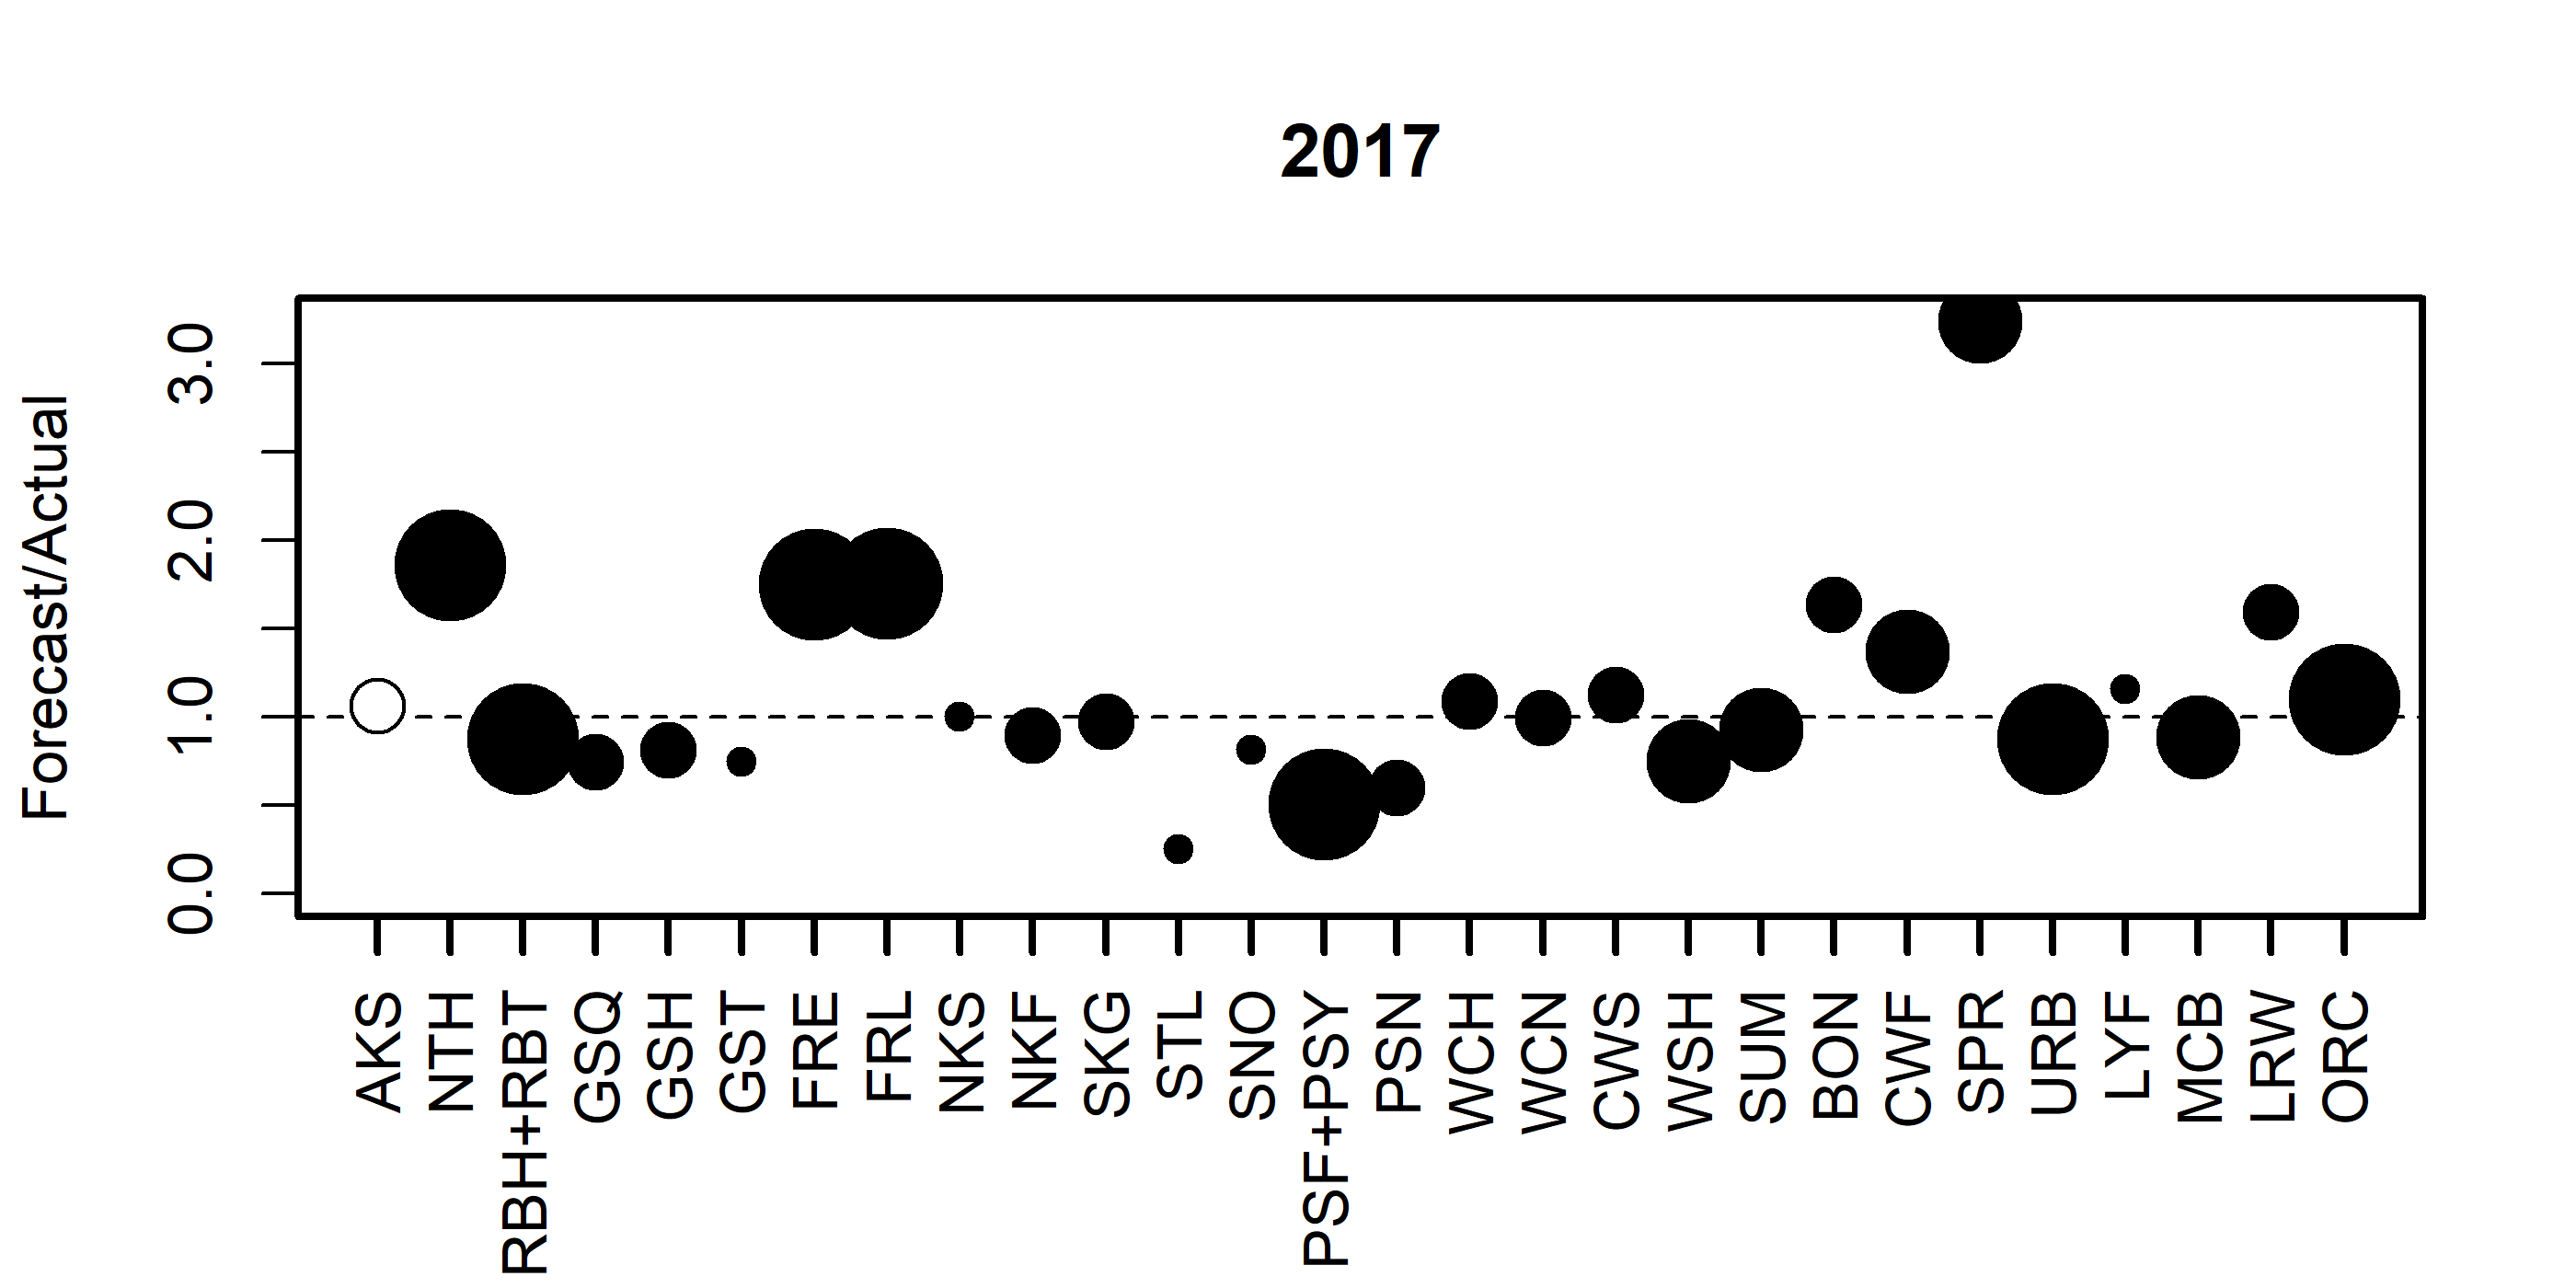 2017
Forecast/Actual
3.0
2.0
1.0
0.0
AKS
NTH
RBH+RBT
GSQ
GSH
GST
FRE
FRL
NKS
NKF
SKG
STL
SNO
PSF+PSY
PSN
WCH
WCN
CWS
WSH
SUM
BON
CWF
SPR
URB
LYF
MCB
LRW
ORC